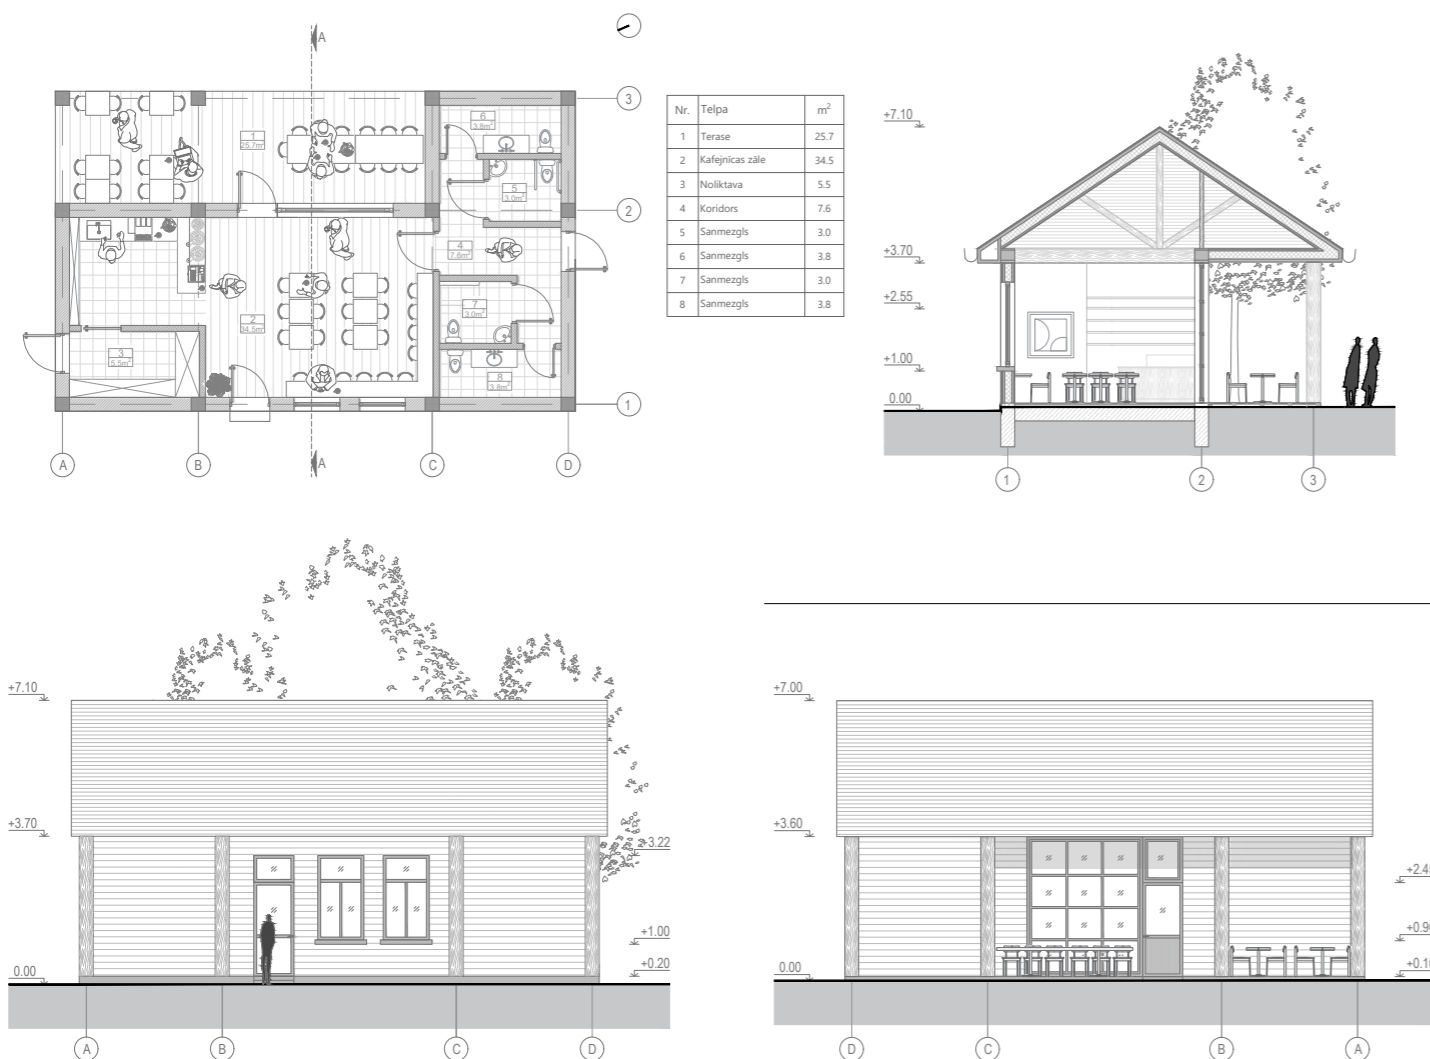 A
3
2
1
A
A
B
C
D
1
25.7m²
2
34.5m²
3
5.5m²
4
7.6m²
5
3.0m²
6
3.8m²
7
3.0m²
8
3.8m²
Nr. Telpa m²
1 Terase 25.7
2 Kafejnīcas zāle 34.5
3 Noliktava 5.5
4 Koridors 7.6
5 Sanmezgls 3.0
6 Sanmezgls 3.8
7 Sanmezgls 3.0
8 Sanmezgls 3.8
+7.10
+3.70
+2.55
+1.00
0.00
1
2
3
+7.10
+3.70
0.00
+3.22
+1.00
+0.20
A
B
C
D
+7.00
+3.60
0.00
D
C
B
A